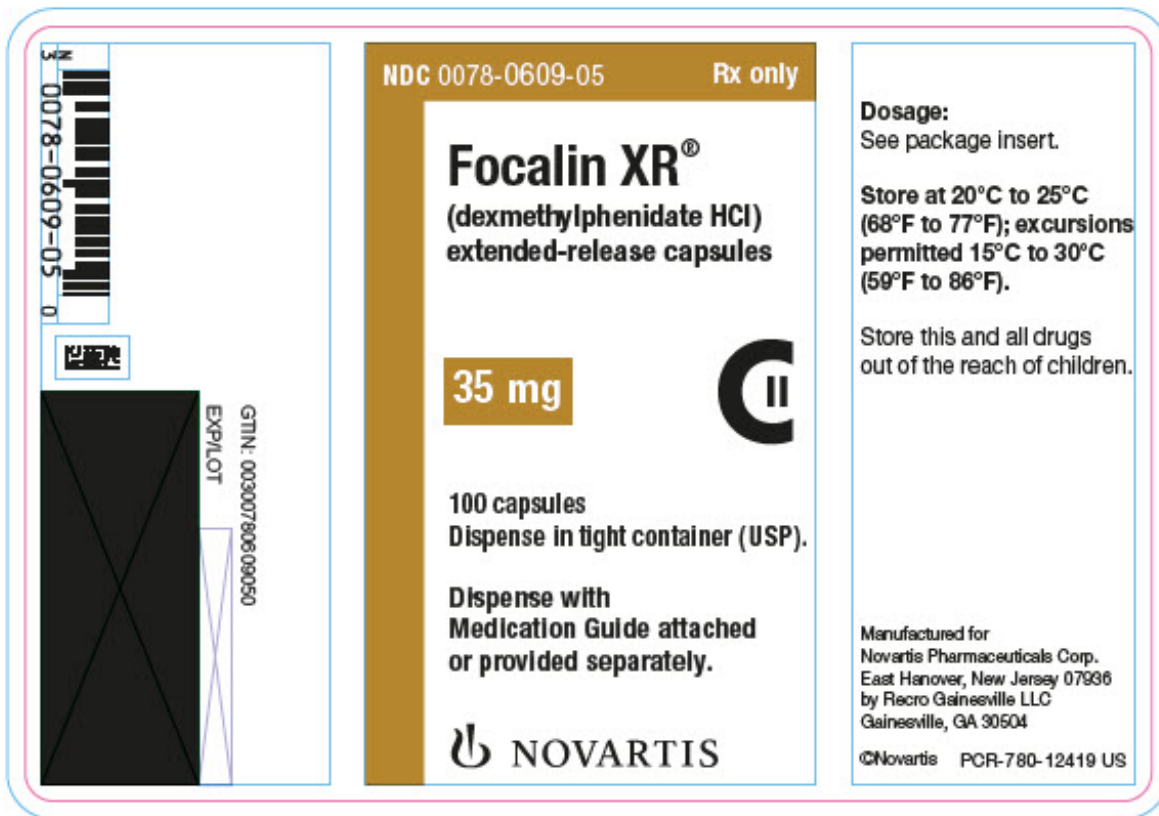 N
3 0078-0609-05 0
GTIN: 00300780609050
EXP/LOT
NDC 0078-0609-05 Rx only
Focalin XR®
(dexmethylphenidate HCl)
extended-release capsules
35 mg
CII
100 capsules
Dispense in tight container (USP).
Dispense with
Medication Guide attached
or provided separately.
NOVARTIS
Dosage:
See package insert.
Store at 20°C to 25°C
(68°F to 77°F); excursions
permitted 15°C to 30°C
(59°F to 86°F).
Store this and all drugs
out of the reach of children.
Manufactured for
Novartis Pharmaceuticals Corp.
East Hanover, New Jersey 07936
by Recro Gainesville LLC
Gainesville, GA 30504
©Novartis PCR-780-12419 US